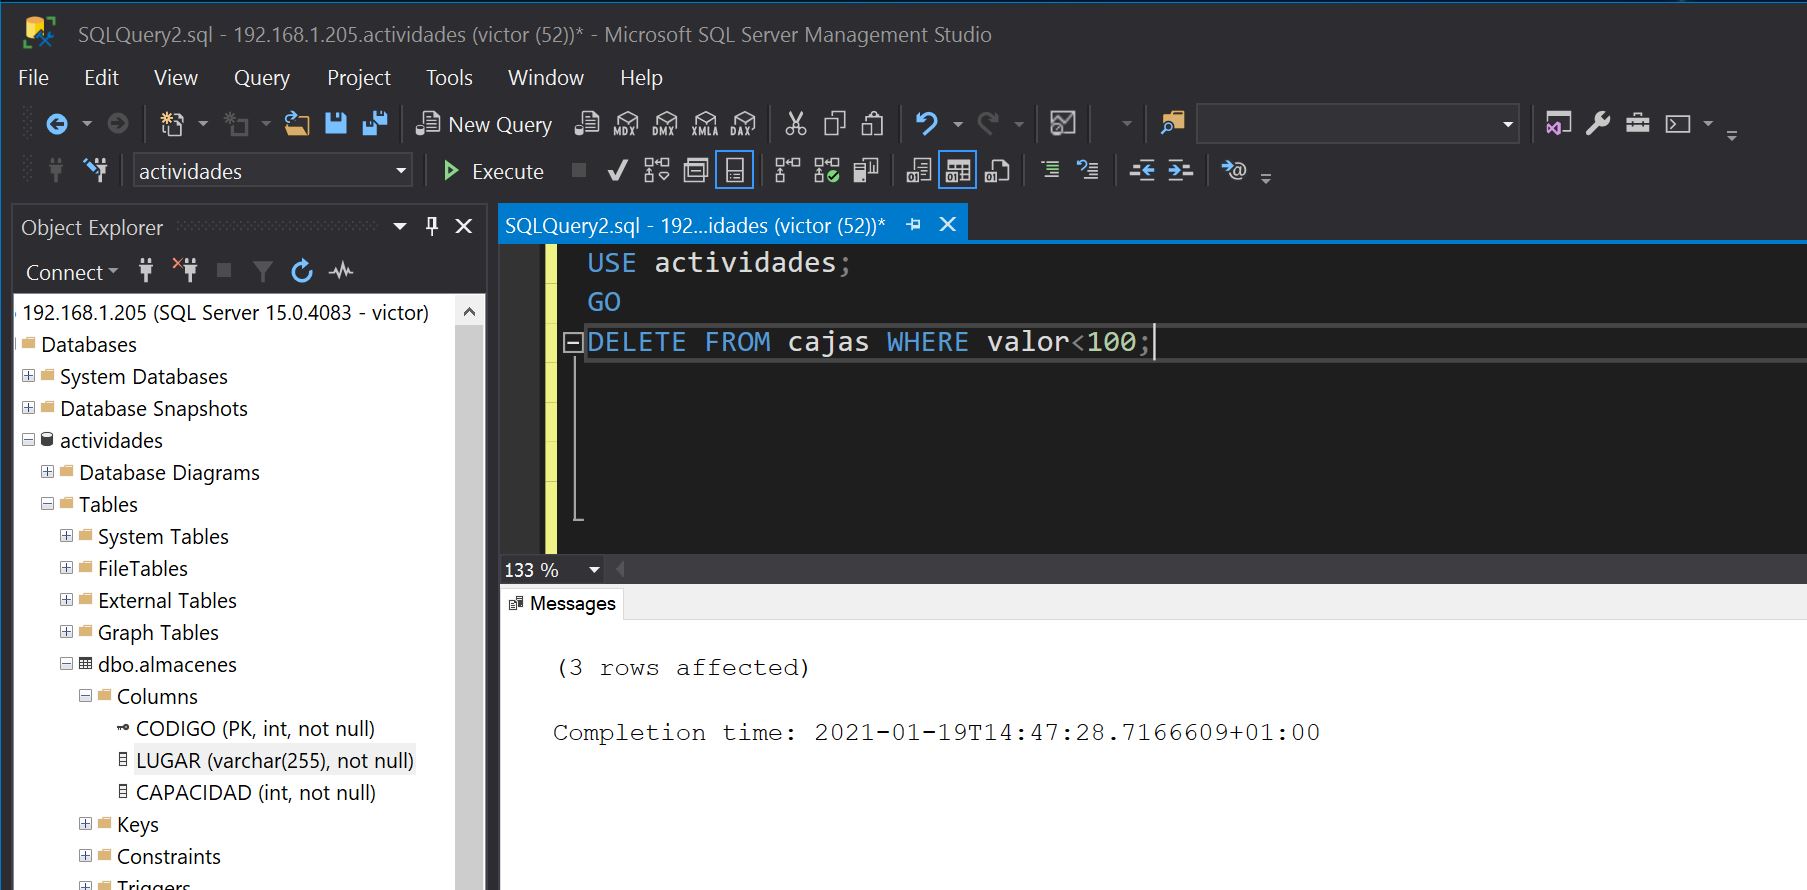 SQLQuery2.sql - 192.168.1.205.actividades (victor (52))* - Microsoft SQL Server Management Studio
File Edit View Query Project Tools Window Help
New Query MDX DMX XMLA DAX
actividades Execute
Object Explorer
Connect
192.168.1.205 (SQL Server 15.0.4083 - victor)
Databases
System Databases
Database Snapshots
actividades
Database Diagrams
Tables
System Tables
FileTables
External Tables
Graph Tables
dbo.almacenes
Columns
CODIGO (PK, int, not null)
LUGAR (varchar(255), not null)
CAPACIDAD (int, not null)
Keys
Constraints
Triggers
SQLQuery2.sql - 192...idades (victor (52))*
USE actividades;
GO
DELETE FROM cajas WHERE valor<100;
133 %
Messages
(3 rows affected)
Completion time: 2021-01-19T14:47:28.7166609+01:00